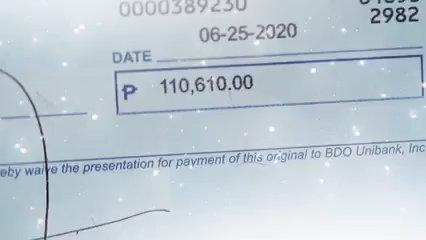 0000389230
2982
06-25-2020
DATE
₱ 110,610.00
eby waive the presentation for payment of this original to BDO Unibank, Inc